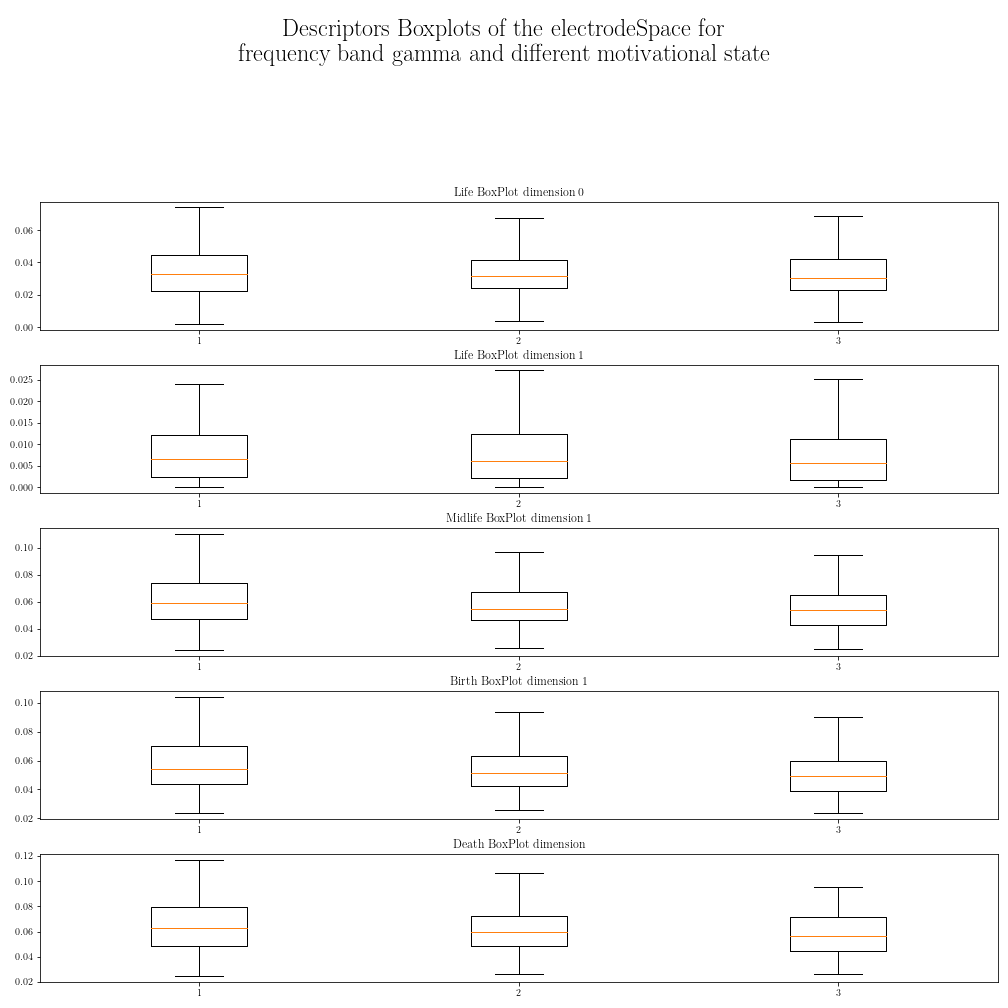 Descriptors Boxplots of the electrodeSpace for
frequency band gamma and different motivational state
Life BoxPlot dimension 0
0.06
0.04
0.02
0.00
1 2 3
Life BoxPlot dimension 1
0.025
0.020
0.015
0.010
0.005
0.000
1 2 3
Midlife BoxPlot dimension 1
0.10
0.08
0.06
0.04
0.02
1 2 3
Birth BoxPlot dimension 1
0.10
0.08
0.06
0.04
0.02
1 2 3
Death BoxPlot dimension
0.12
0.10
0.08
0.06
0.04
0.02
1 2 3